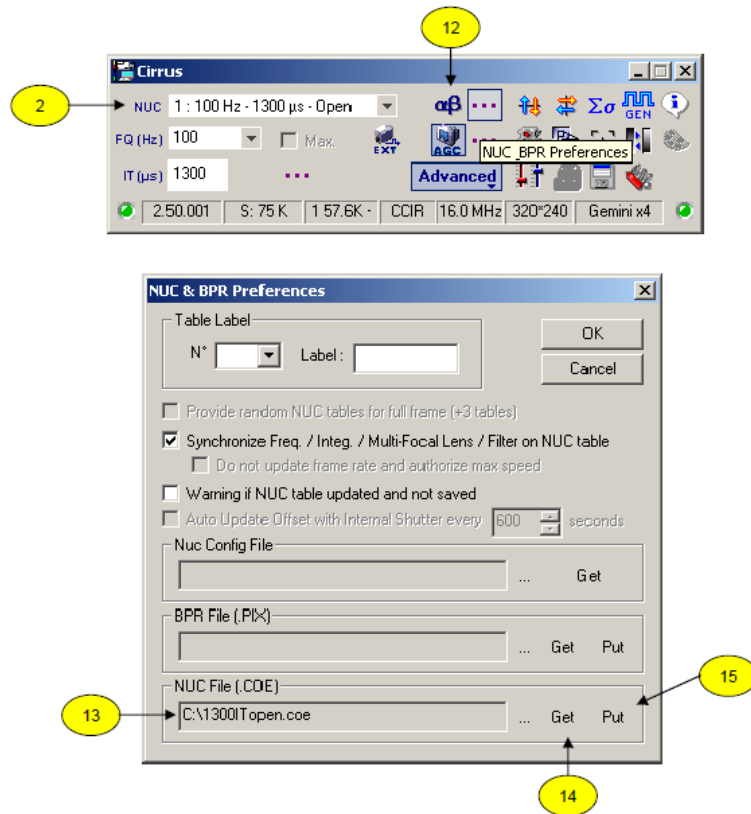 12
Cirrus
2
NUC 1 : 100 Hz - 1300 µs - Open αβ ... Σσ GEN
FQ (Hz) 100 Max. EXT AGC
NUC _BPR Preferences
IT (µs) 1300 ... Advanced
2.50.001 S: 75 K 1 57.6K - CCIR 16.0 MHz 320*240 Gemini x4
NUC & BPR Preferences
Table Label
N° Label :
OK
Cancel
Provide random NUC tables for full frame (+3 tables)
Synchronize Freq. / Integ. / Multi-Focal Lens / Filter on NUC table
Do not update frame rate and authorize max speed
Warning if NUC table updated and not saved
Auto Update Offset with Internal Shutter every 600 seconds
Nuc Config File
... Get
BPR File (.PIX)
... Get Put
15
NUC File (.COE)
13
C:\1300ITopen.coe ... Get Put
14